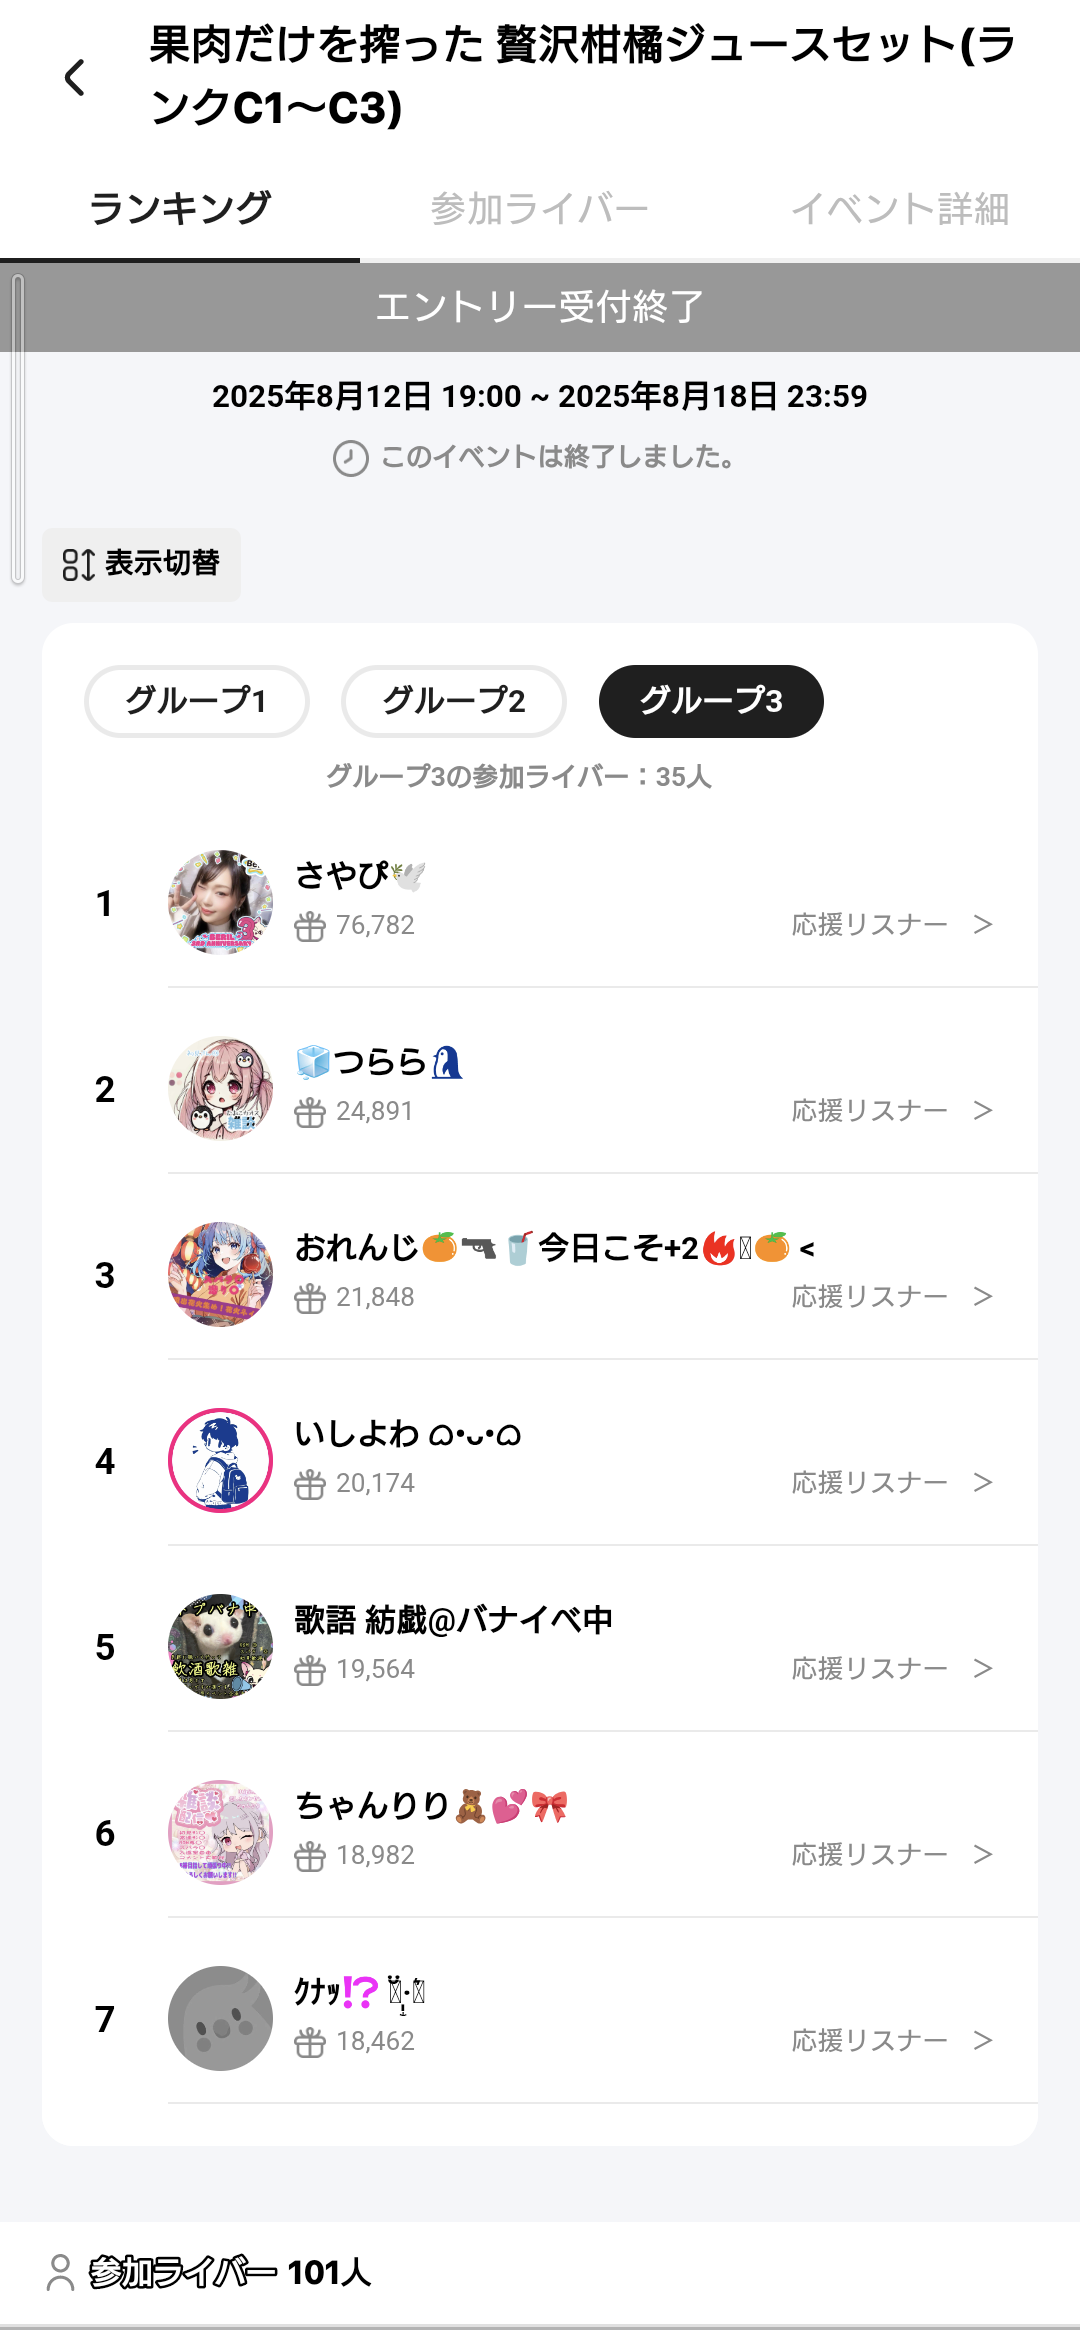 果肉だけを搾った 贅沢柑橘ジュースセット(ラ
ンクC1〜C3)
ランキング 参加ライバー イベント詳細
エントリー受付終了
2025年8月12日 19:00 ~ 2025年8月18日 23:59
このイベントは終了しました。
表示切替
グループ1 グループ2 グループ3
グループ3の参加ライバー：35人
1
さやぴ🕊️
76,782
応援リスナー >
2
🧊つらら🐧
24,891
応援リスナー >
3
おれんじ🍊🔫🥤今日こそ+2🔥🍊 <
21,848
応援リスナー >
4
いしよわ ᜊ•ᴗ•ᜊ
20,174
応援リスナー >
5
歌語 紡戯@バナイベ中
19,564
応援リスナー >
6
ちゃんりり🧸💕🎀
18,982
応援リスナー >
7
ｸﾅｯ⁉️
18,462
応援リスナー >
参加ライバー 101人